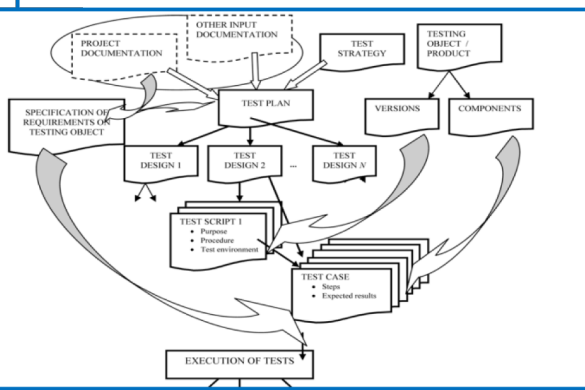 OTHER INPUT
DOCUMENTATION
PROJECT
DOCUMENTATION
TEST
STRATEGY
TESTING
OBJECT /
PRODUCT
SPECIFICATION OF
REQUIREMENTS ON
TESTING OBJECT
TEST PLAN
VERSIONS
COMPONENTS
TEST
DESIGN 1
TEST
DESIGN 2
...
TEST
DESIGN N
TEST SCRIPT 1
• Purpose
• Procedure
• Test environment
TEST CASE
• Steps
• Expected results
EXECUTION OF TESTS